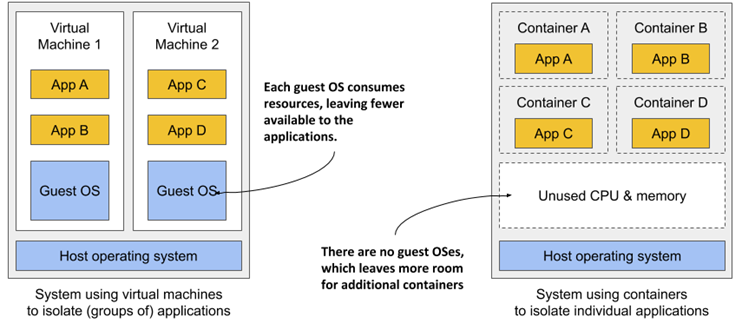 Virtual
Machine 1
App A
App B
Guest OS
Virtual
Machine 2
App C
App D
Guest OS
Host operating system
System using virtual machines
to isolate (groups of) applications
Each guest OS consumes
resources, leaving fewer
available to the
applications.
There are no guest OSes,
which leaves more room
for additional containers
Container A
App A
Container B
App B
Container C
App C
Container D
App D
Unused CPU & memory
Host operating system
System using containers
to isolate individual applications